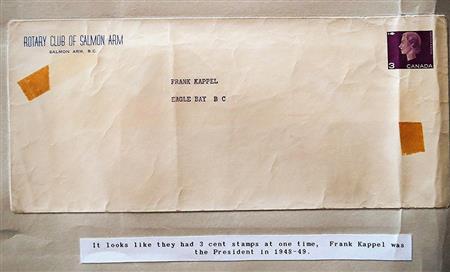 ROTARY CLUB OF SALMON ARM
SALMON ARM, B.C.
3
CANADA
FRANK KAPPEL
EAGLE BAY B C
It looks like they had 3 cent stamps at one time, Frank Kappel was
the President in 1948-49.